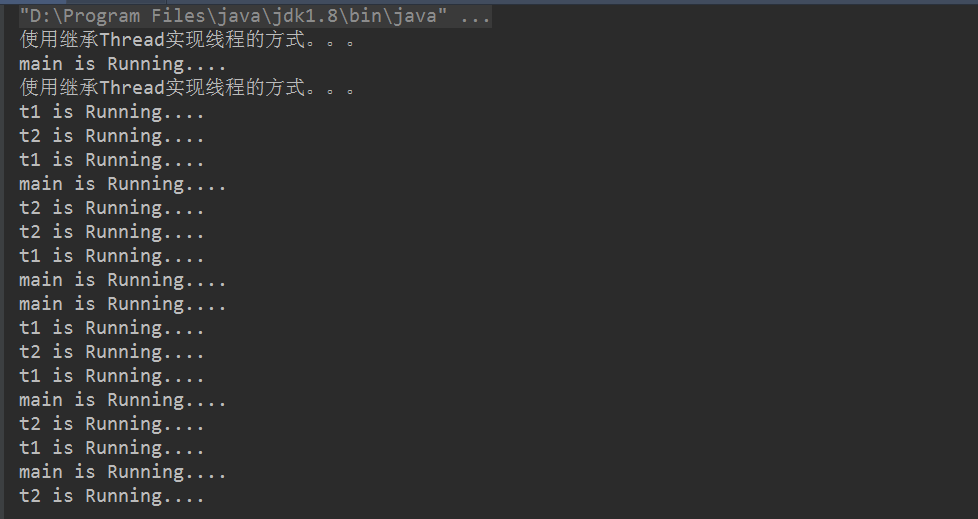 "D:\Program Files\java\jdk1.8\bin\java" ...
使用继承Thread实现线程的方式。。。
main is Running....
使用继承Thread实现线程的方式。。。
t1 is Running....
t2 is Running....
t1 is Running....
main is Running....
t2 is Running....
t2 is Running....
t1 is Running....
main is Running....
main is Running....
t1 is Running....
t2 is Running....
t1 is Running....
main is Running....
t2 is Running....
t1 is Running....
main is Running....
t2 is Running....